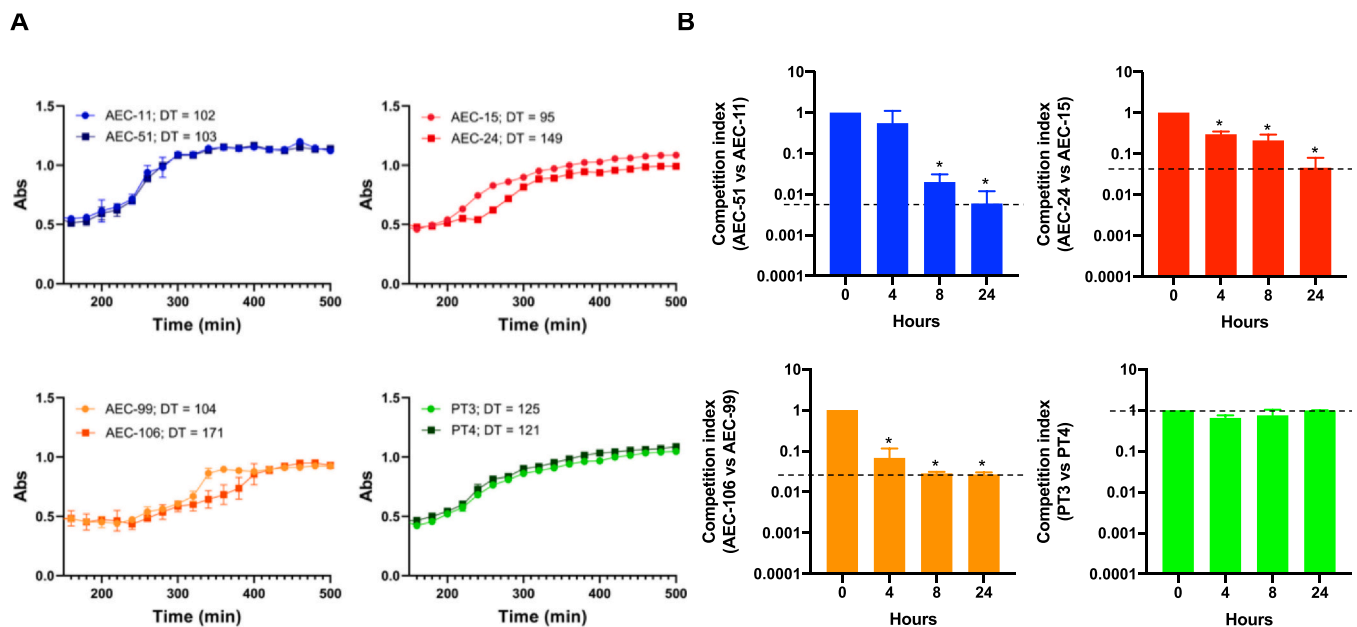 A
B
1.5
1.0
0.5
0.0
Abs
AEC-11; DT = 102
AEC-51; DT = 103
200
300
400
500
Time (min)
1.5
1.0
0.5
0.0
Abs
AEC-15; DT = 95
AEC-24; DT = 149
200
300
400
500
Time (min)
10
1
0.1
0.01
0.001
0.0001
Competition index
(AEC-51 vs AEC-11)
*
*
0
4
8
24
Hours
10
1
0.1
0.01
0.001
0.0001
Competition index
(AEC-24 vs AEC-15)
*
*
*
0
4
8
24
Hours
1.5
1.0
0.5
0.0
Abs
AEC-99; DT = 104
AEC-106; DT = 171
200
300
400
500
Time (min)
1.5
1.0
0.5
0.0
Abs
PT3; DT = 125
PT4; DT = 121
200
300
400
500
Time (min)
10
1
0.1
0.01
0.001
0.0001
Competition index
(AEC-106 vs AEC-99)
*
*
*
0
4
8
24
Hours
10
1
0.1
0.01
0.001
0.0001
Competition index
(PT3 vs PT4)
0
4
8
24
Hours